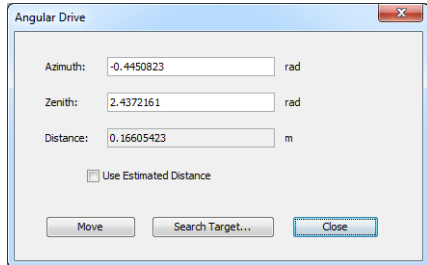 Angular Drive
Azimuth: -0.4450823 rad
Zenith: 2.4372161 rad
Distance: 0.16605423 m
Use Estimated Distance
Move Search Target... Close